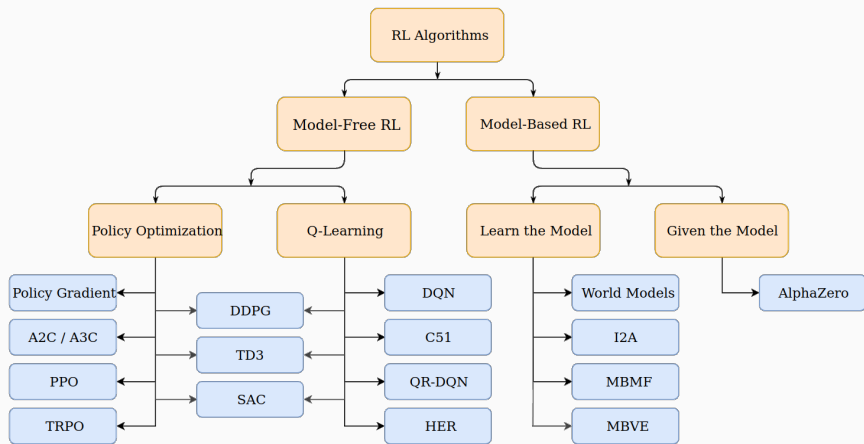 RL Algorithms
Model-Free RL
Model-Based RL
Policy Optimization
Q-Learning
Learn the Model
Given the Model
Policy Gradient
A2C / A3C
PPO
TRPO
DDPG
TD3
SAC
DQN
C51
QR-DQN
HER
World Models
I2A
MBMF
MBVE
AlphaZero